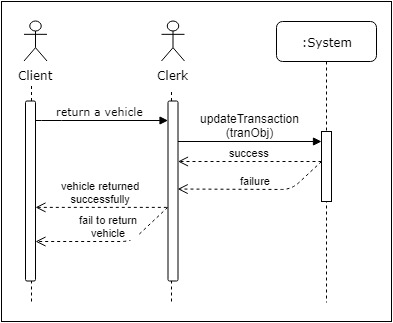 :System
Client
Clerk
return a vehicle
updateTransaction
(tranObj)
success
failure
vehicle returned
successfully
fail to return
vehicle